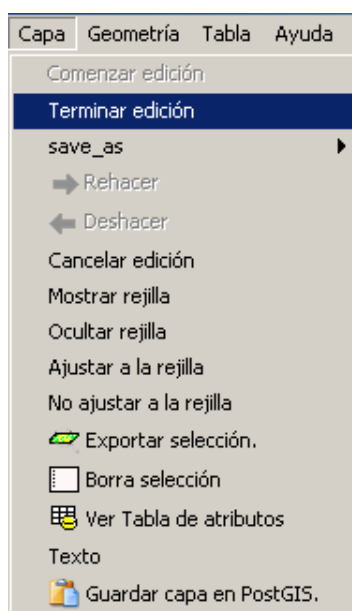 Capa Geometría Tabla Ayuda
Comenzar edición
Terminar edición
save_as
Rehacer
Deshacer
Cancelar edición
Mostrar rejilla
Ocultar rejilla
Ajustar a la rejilla
No ajustar a la rejilla
Exportar selección.
Borra selección
Ver Tabla de atributos
Texto
Guardar capa en PostGIS.